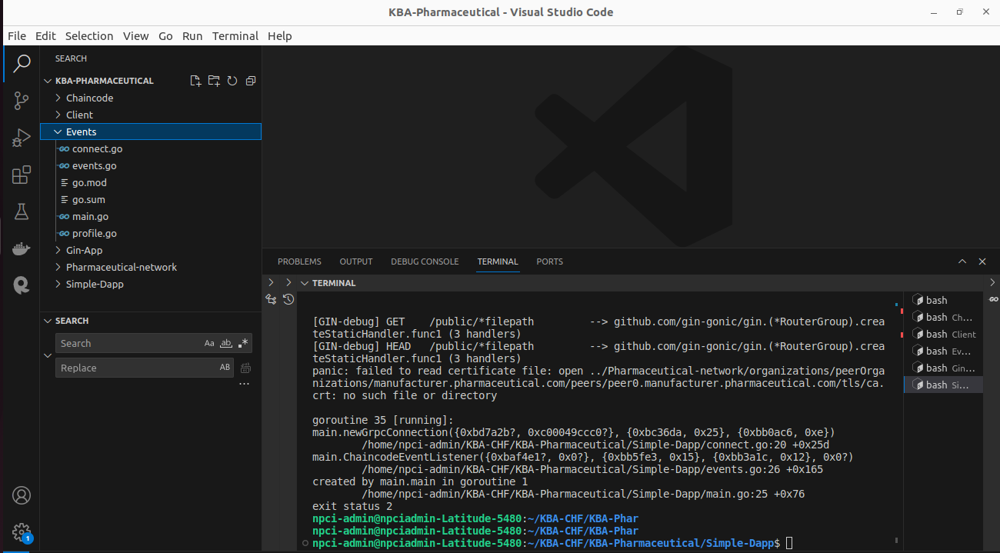 KBA-Pharmaceutical - Visual Studio Code
File Edit Selection View Go Run Terminal Help
SEARCH
KBA-PHARMACEUTICAL
Chaincode
Client
Events
GO connect.go
GO events.go
go.mod
go.sum
GO main.go
GO profile.go
Gin-App
Pharmaceutical-network
Simple-Dapp
SEARCH
Search Aa ab
Replace AB
...
1
PROBLEMS OUTPUT DEBUG CONSOLE TERMINAL PORTS
TERMINAL
[GIN-debug] GET    /public/*filepath         --> github.com/gin-gonic/gin.(*RouterGroup).crea
teStaticHandler.func1 (3 handlers)
[GIN-debug] HEAD   /public/*filepath         --> github.com/gin-gonic/gin.(*RouterGroup).crea
teStaticHandler.func1 (3 handlers)
panic: failed to read certificate file: open ../Pharmaceutical-network/organizations/peerOrga
nizations/manufacturer.pharmaceutical.com/peers/peer0.manufacturer.pharmaceutical.com/tls/ca.
crt: no such file or directory
goroutine 35 [running]:
main.newGrpcConnection({0xbd7a2b?, 0xc00049ccc0?}, {0xbc36da, 0x25}, {0xbb0ac6, 0xe})
        /home/npci-admin/KBA-CHF/KBA-Pharmaceutical/Simple-Dapp/connect.go:20 +0x25d
main.ChaincodeEventListener({0xbaf4e1?, 0x0?}, {0xbb5fe3, 0x15}, {0xbb3a1c, 0x12}, 0x0?)
        /home/npci-admin/KBA-CHF/KBA-Pharmaceutical/Simple-Dapp/events.go:26 +0x165
created by main.main in goroutine 1
        /home/npci-admin/KBA-CHF/KBA-Pharmaceutical/Simple-Dapp/main.go:25 +0x76
exit status 2
npci-admin@npciadmin-Latitude-5480:~/KBA-CHF/KBA-Phar
npci-admin@npciadmin-Latitude-5480:~/KBA-CHF/KBA-Phar
npci-admin@npciadmin-Latitude-5480:~/KBA-CHF/KBA-Pharmaceutical/Simple-Dapp$
bash
bash Ch...
bash Client
bash Ev...
bash Gin...
bash Si...
GO